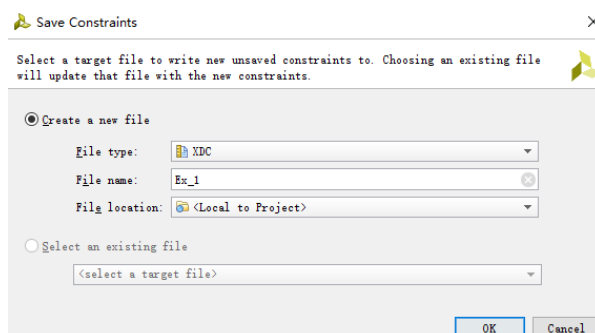 Save Constraints
Select a target file to write new unsaved constraints to. Choosing an existing file
will update that file with the new constraints.
Create a new file
File type: XDC
File name: Ex_1
File location: <Local to Project>
Select an existing file
<select a target file>
OK Cancel